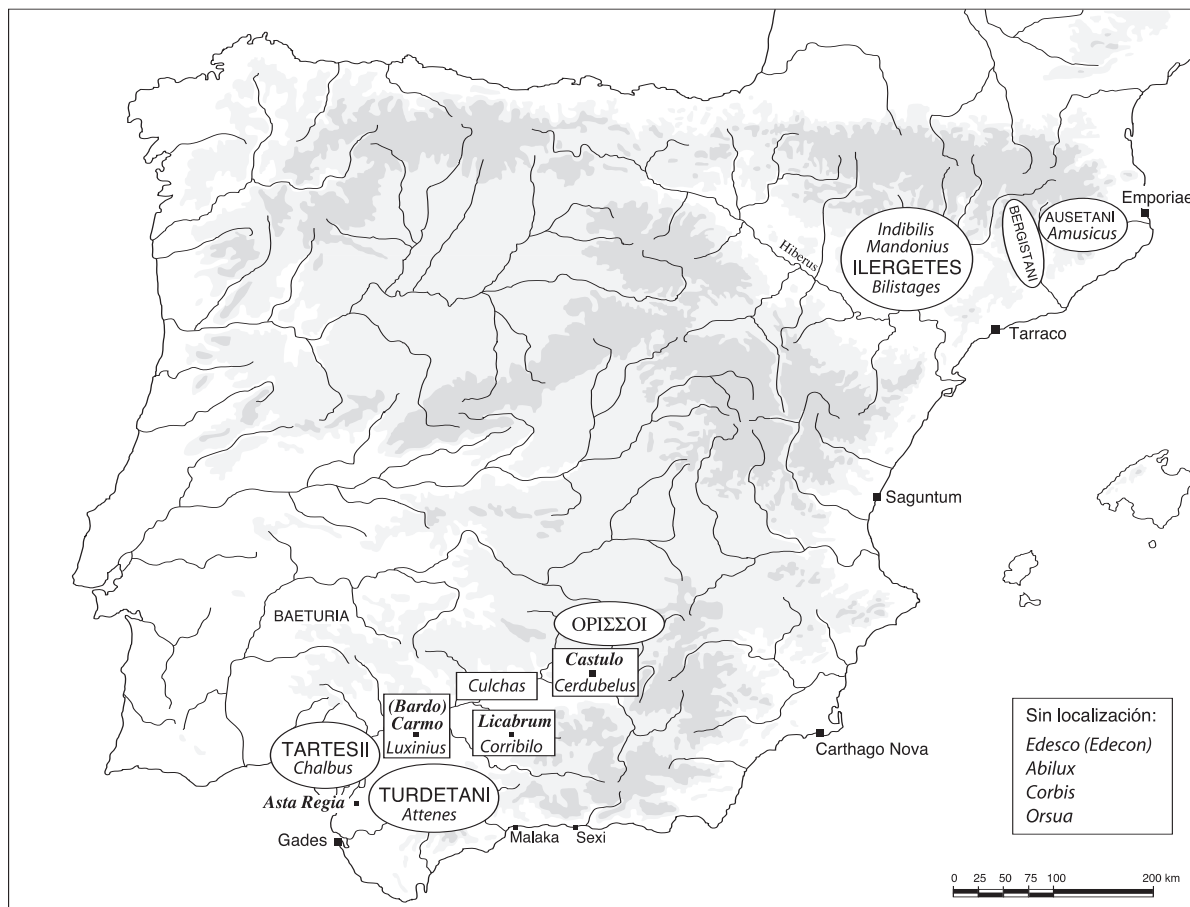 Emporiae
BERGISTANI
AUSETANI
Amusicus
Indibilis
Mandonius
ILERGETES
Bilistages
Hiberus
Tarraco
Saguntum
BAETURIA
ΟΡΙΣΣΟΙ
Castulo
Cerdubelus
Culchas
(Bardo)
Carmo
Luxinius
Licabrum
Corribilo
TARTESII
Chalbus
Carthago Nova
Asta Regia
TURDETANI
Attenes
Gades
Malaka
Sexi
Sin localización:
Edesco (Edecon)
Abilux
Corbis
Orsua
0 25 50 75 100 200 km